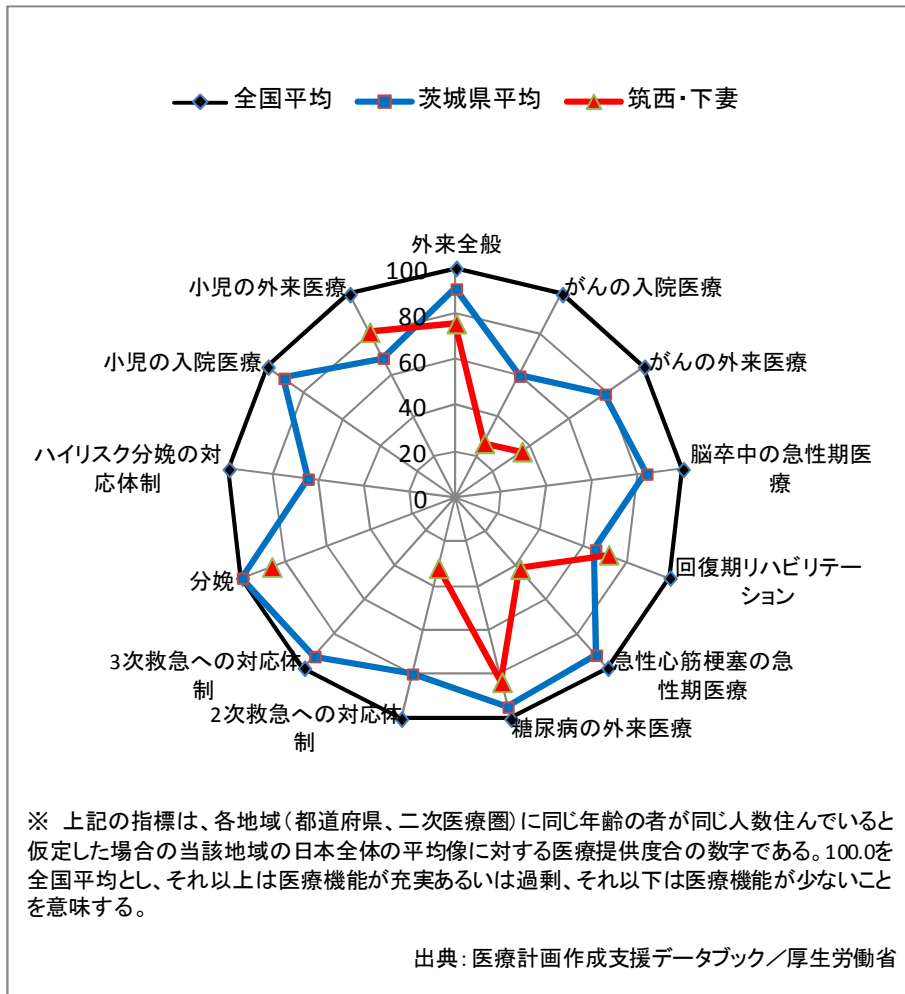 全国平均 茨城県平均 筑西・下妻
外来全般
がんの入院医療
がんの外来医療
脳卒中の急性期医
療
回復期リハビリテー
ション
急性心筋梗塞の急
性期医療
糖尿病の外来医療
2次救急への対応体
制
3次救急への対応体
制
分娩
ハイリスク分娩の対
応体制
小児の入院医療
小児の外来医療
100
80
60
40
20
0
※ 上記の指標は、各地域（都道府県、二次医療圏）に同じ年齢の者が同じ人数住んでいると
仮定した場合の当該地域の日本全体の平均像に対する医療提供度合の数字である。100.0を
全国平均とし、それ以上は医療機能が充実あるいは過剰、それ以下は医療機能が少ないこと
を意味する。
出典：医療計画作成支援データブック／厚生労働省